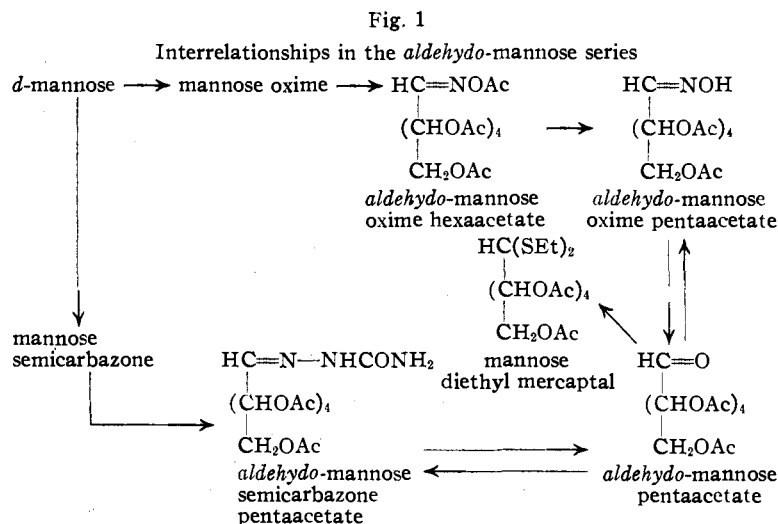 Fig. 1
Interrelationships in the aldehydo-mannose series
d-mannose → mannose oxime →
HC=NOAc
(CHOAc)₄
CH₂OAc
aldehydo-mannose
oxime hexaacetate
HC=NOH
(CHOAc)₄
CH₂OAc
aldehydo-mannose
oxime pentaacetate
HC(SEt)₂
(CHOAc)₄
CH₂OAc
mannose
diethyl mercaptal
mannose
semicarbazone
HC=N—NHCONH₂
(CHOAc)₄
CH₂OAc
aldehydo-mannose
semicarbazone
pentaacetate
HC=O
(CHOAc)₄
CH₂OAc
aldehydo-mannose
pentaacetate